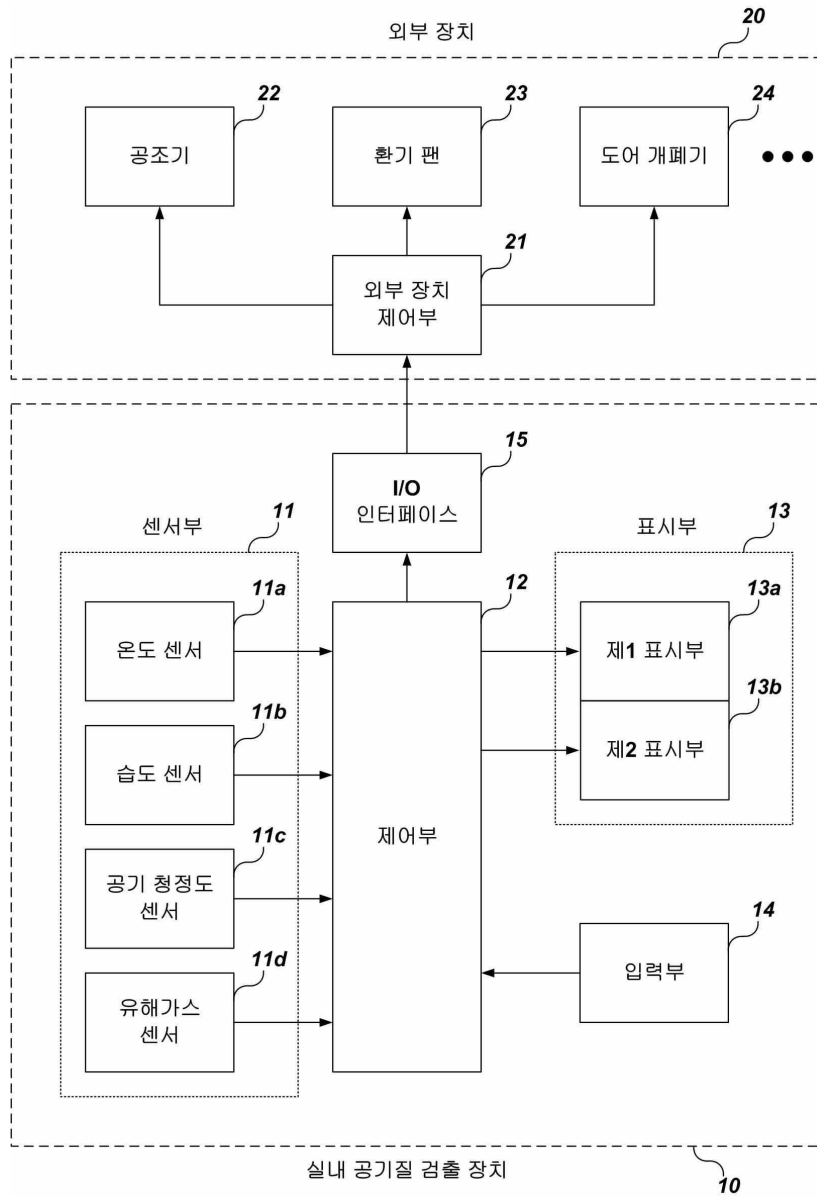 외부 장치
20
22
23
24
공조기
환기 팬
도어 개폐기
21
외부 장치
제어부
15
I/O
인터페이스
센서부
11
표시부
13
11a
12
13a
온도 센서
제1 표시부
11b
13b
습도 센서
제2 표시부
제어부
11c
공기 청정도
센서
14
11d
입력부
유해가스
센서
실내 공기질 검출 장치
10